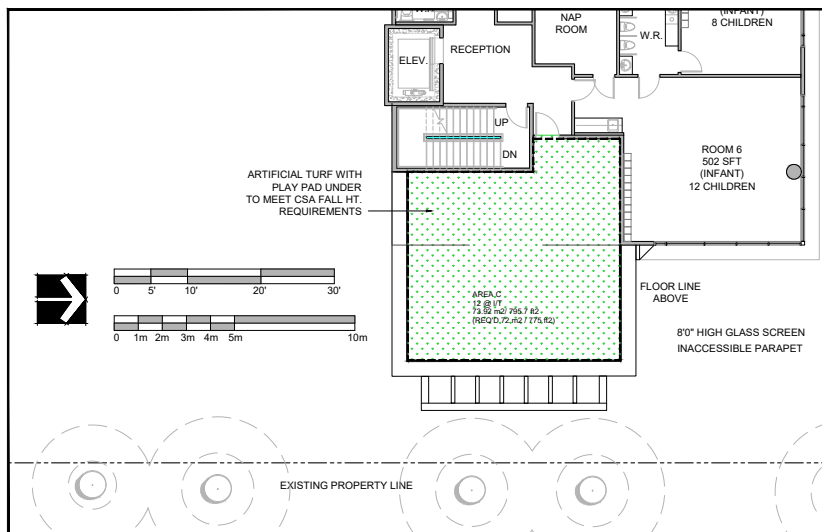 W.R.
(INFANT)
8 CHILDREN
NAP
ROOM
W.R.
RECEPTION
ELEV.
UP
DN
ROOM 6
502 SFT
(INFANT)
12 CHILDREN
ARTIFICIAL TURF WITH
PLAY PAD UNDER
TO MEET CSA FALL HT.
REQUIREMENTS
0 5' 10' 20' 30'
0 1m 2m 3m 4m 5m 10m
AREA C
12 @ I/T
73.92 m2/ 795.7 ft2
(REQ'D.72.m2 / 775.ft2)
FLOOR LINE
ABOVE
8'0" HIGH GLASS SCREEN
INACCESSIBLE PARAPET
EXISTING PROPERTY LINE